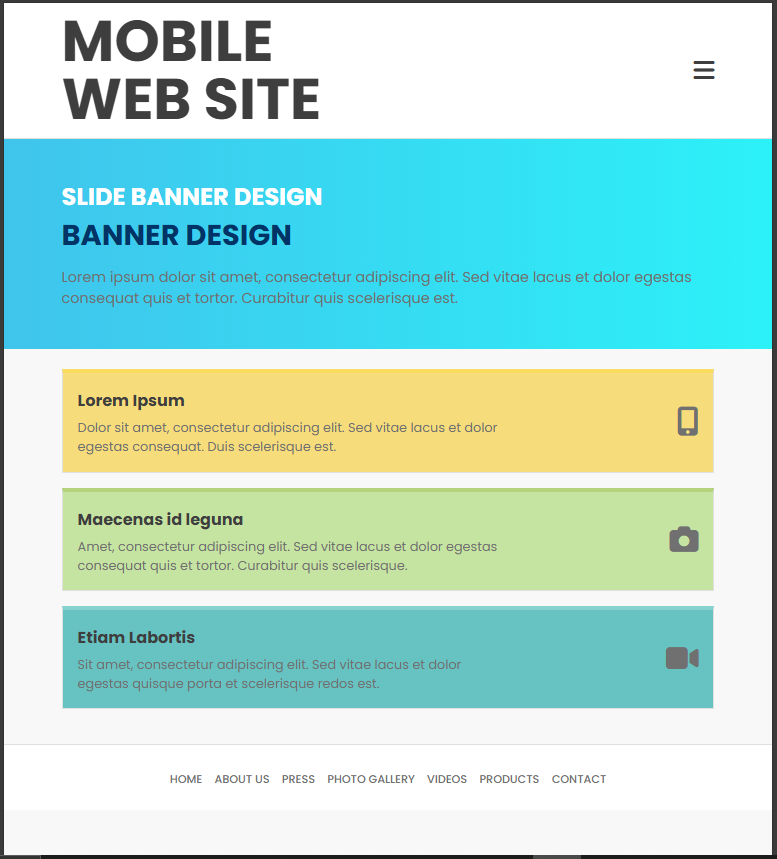 MOBILE
WEB SITE
SLIDE BANNER DESIGN
BANNER DESIGN
Lorem ipsum dolor sit amet, consectetur adipiscing elit. Sed vitae lacus et dolor egestas
consequat quis et tortor. Curabitur quis scelerisque est.
Lorem Ipsum
Dolor sit amet, consectetur adipiscing elit. Sed vitae lacus et dolor
egestas consequat. Duis scelerisque est.
Maecenas id leguna
Amet, consectetur adipiscing elit. Sed vitae lacus et dolor egestas
consequat quis et tortor. Curabitur quis scelerisque.
Etiam Labortis
Sit amet, consectetur adipiscing elit. Sed vitae lacus et dolor
egestas quisque porta et scelerisque redos est.
HOME ABOUT US PRESS PHOTO GALLERY VIDEOS PRODUCTS CONTACT